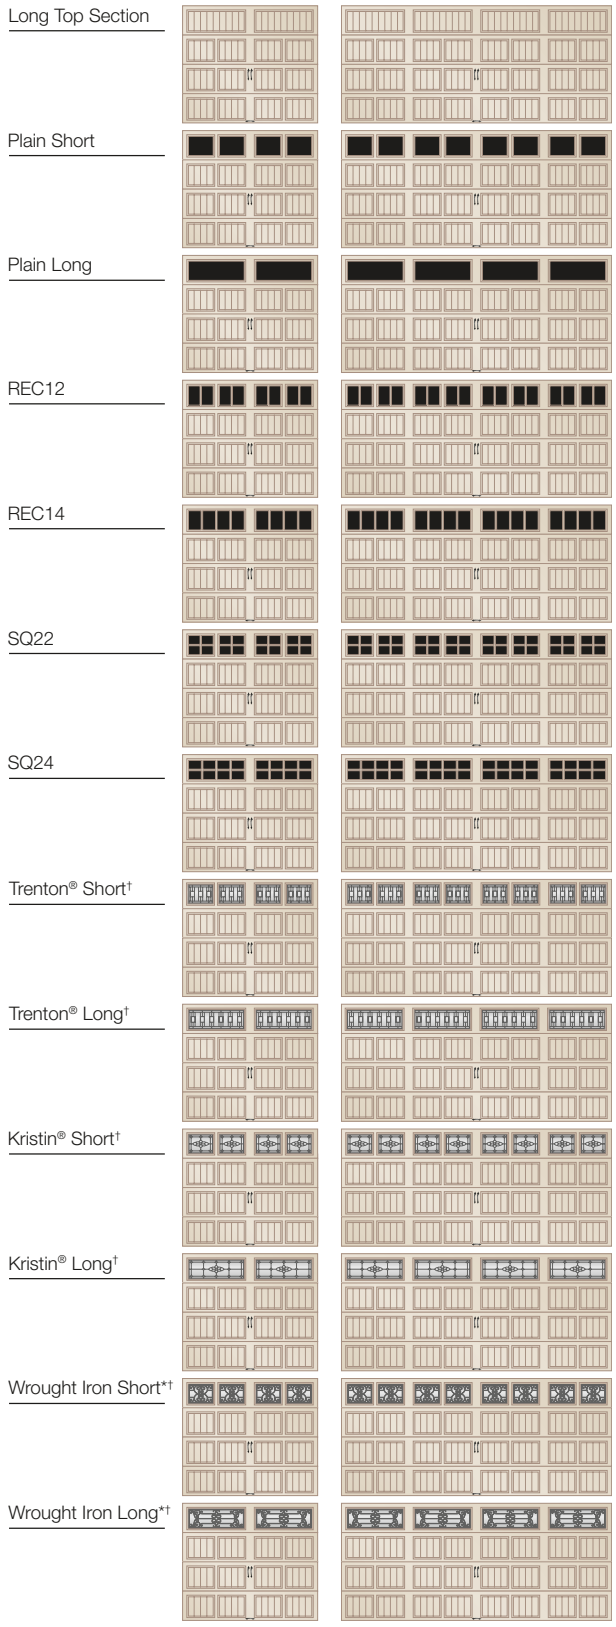 Long Top Section
Plain Short
Plain Long
REC12
REC14
SQ22
SQ24
Trenton® Short†
Trenton® Long†
Kristin® Short†
Kristin® Long†
Wrought Iron Short*†
Wrought Iron Long*†